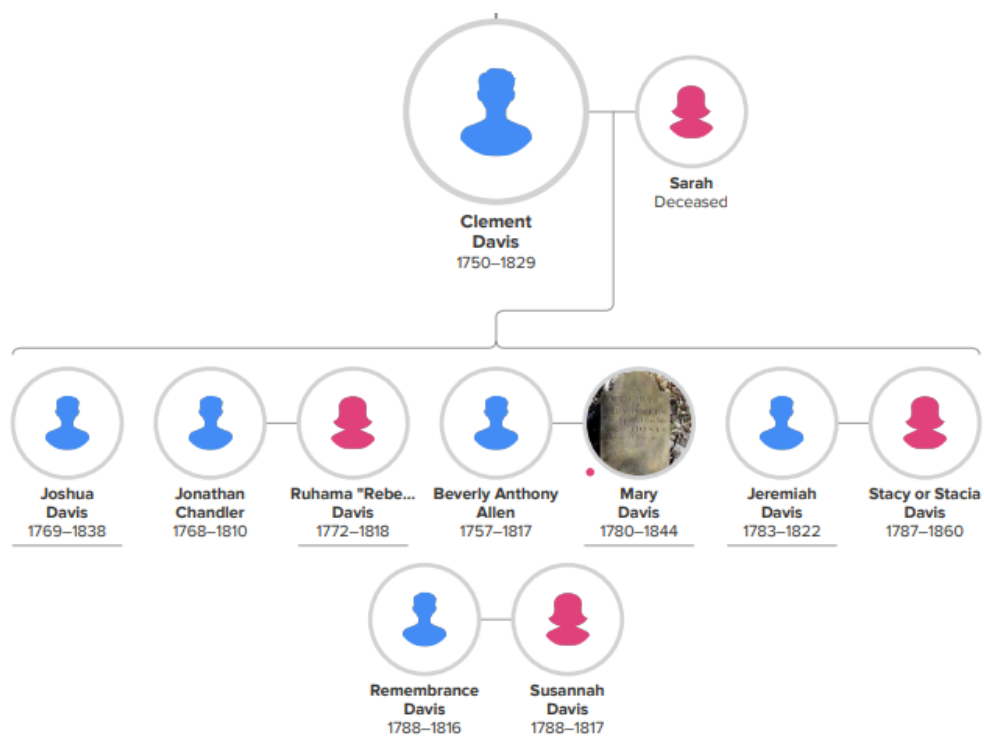 Clement
Davis
1750–1829
Sarah
Deceased
Joshua
Davis
1769–1838
Jonathan
Chandler
1768–1810
Ruhama "Rebe...
Davis
1772–1818
Beverly Anthony
Allen
1757–1817
Mary
Davis
1780–1844
Jeremiah
Davis
1783–1822
Stacy or Stacia
Davis
1787–1860
Remembrance
Davis
1788–1816
Susannah
Davis
1788–1817